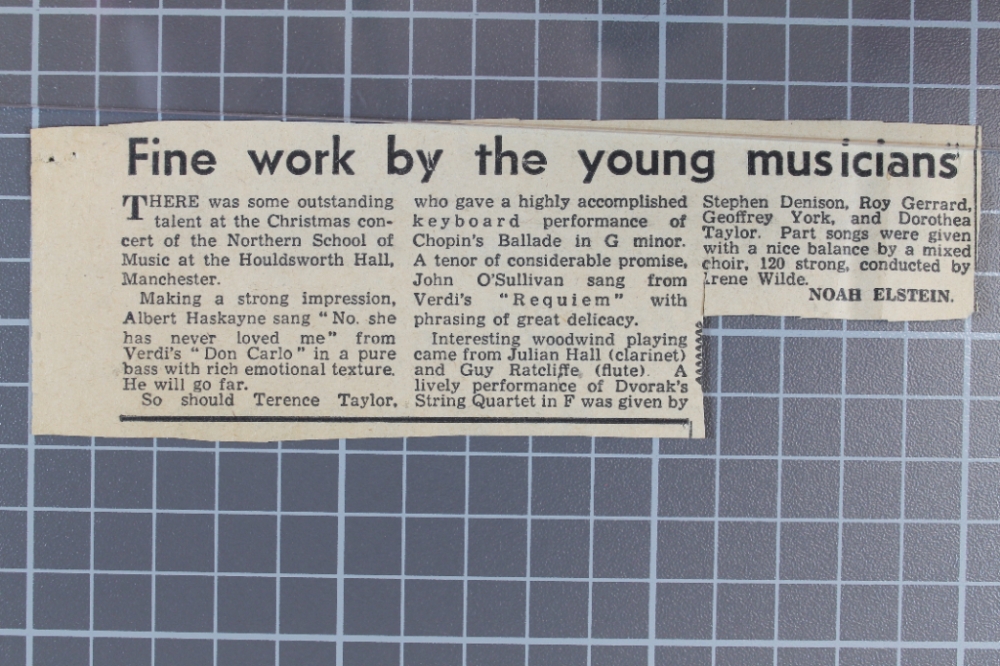 Fine work by the young musicians
THERE was some outstanding
talent at the Christmas con-
cert of the Northern School of
Music at the Houldsworth Hall,
Manchester.
Making a strong impression,
Albert Haskayne sang “No. she
has never loved me” from
Verdi's “Don Carlo” in a pure
bass with rich emotional texture.
He will go far.
So should Terence Taylor,
who gave a highly accomplished
keyboard performance of
Chopin's Ballade in G minor.
A tenor of considerable promise,
John O'Sullivan sang from
Verdi's “Requiem” with
phrasing of great delicacy.
Interesting woodwind playing
came from Julian Hall (clarinet)
and Guy Ratcliffe (flute). A
lively performance of Dvorak's
String Quartet in F was given by
Stephen Denison, Roy Gerrard,
Geoffrey York, and Dorothea
Taylor. Part songs were given
with a nice balance by a mixed
choir, 120 strong, conducted by
Irene Wilde.
NOAH ELSTEIN.